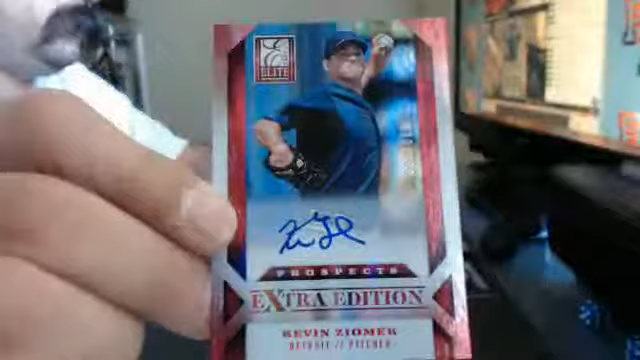 ELITE
PROSPECTS
EXTRA EDITION
KEVIN ZIOMEK
DETROIT // PITCHER